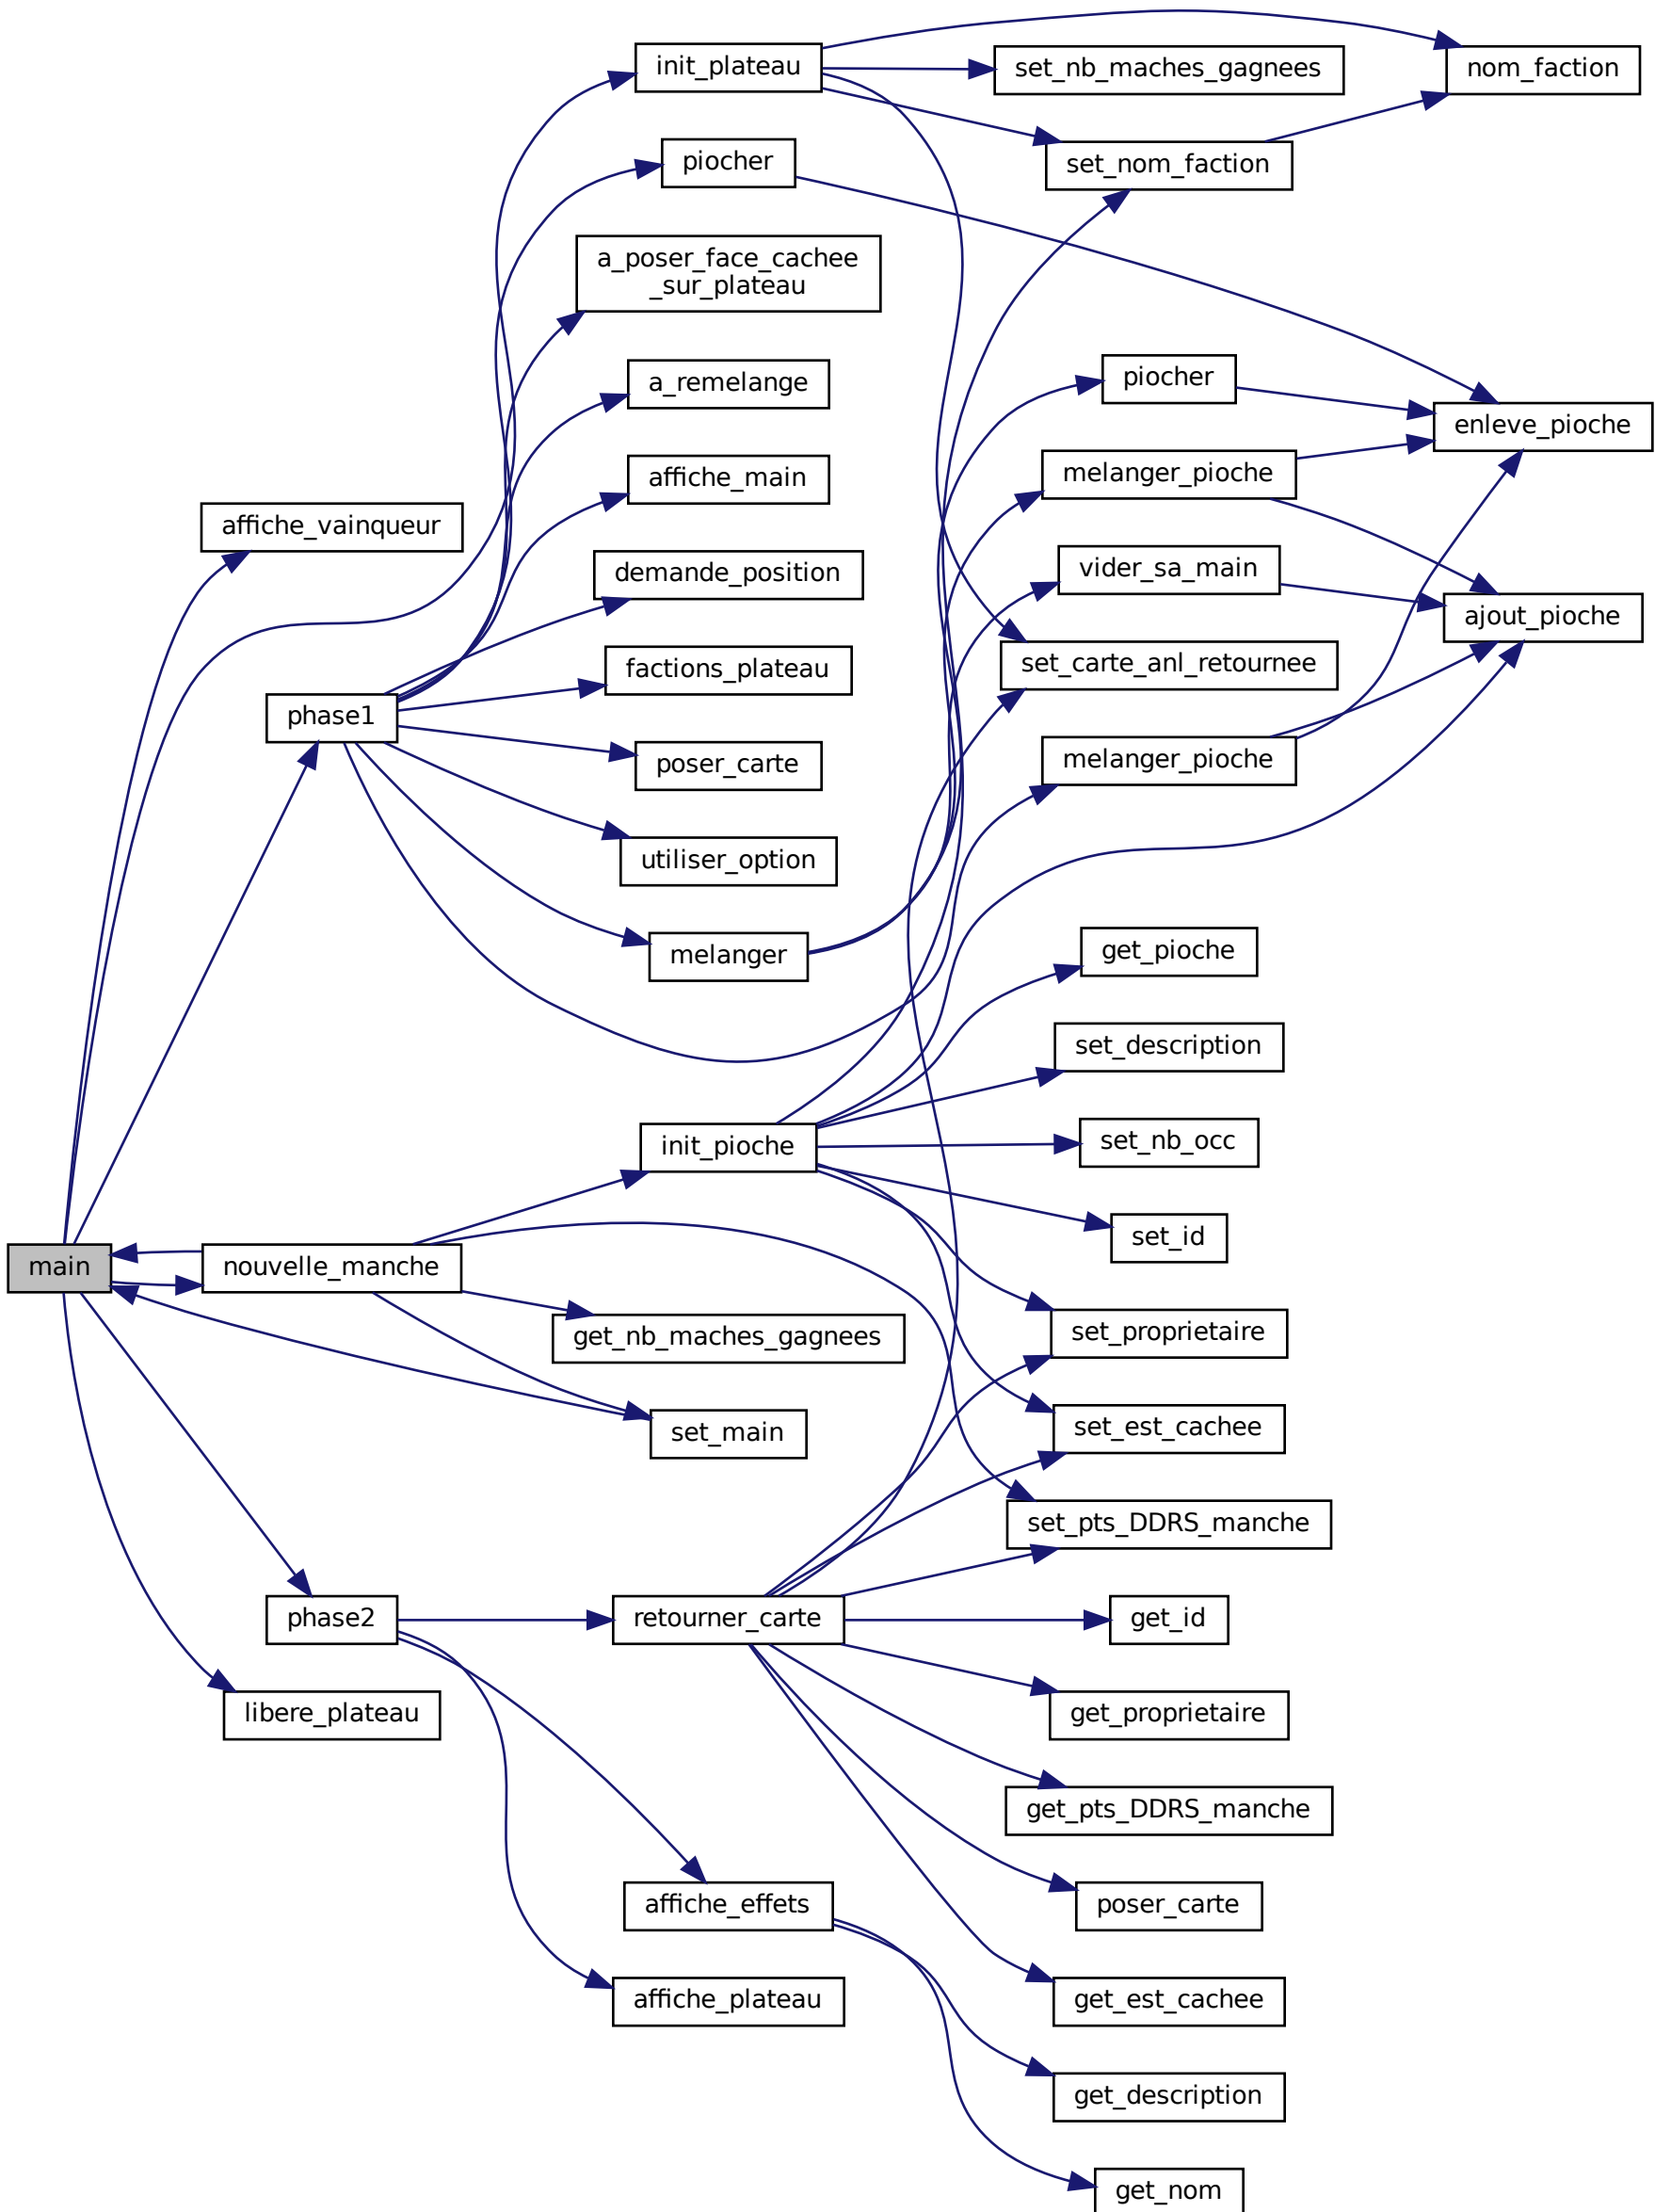 init_plateau
set_nb_maches_gagnees
nom_faction
piocher
set_nom_faction
a_poser_face_cachee
_sur_plateau
a_remelange
piocher
enleve_pioche
affiche_main
melanger_pioche
affiche_vainqueur
demande_position
vider_sa_main
ajout_pioche
factions_plateau
set_carte_anl_retournee
phase1
poser_carte
melanger_pioche
utiliser_option
melanger
get_pioche
set_description
init_pioche
set_nb_occ
set_id
main
nouvelle_manche
get_nb_maches_gagnees
set_proprietaire
set_main
set_est_cachee
set_pts_DDRS_manche
phase2
retourner_carte
get_id
libere_plateau
get_proprietaire
get_pts_DDRS_manche
affiche_effets
poser_carte
affiche_plateau
get_est_cachee
get_description
get_nom